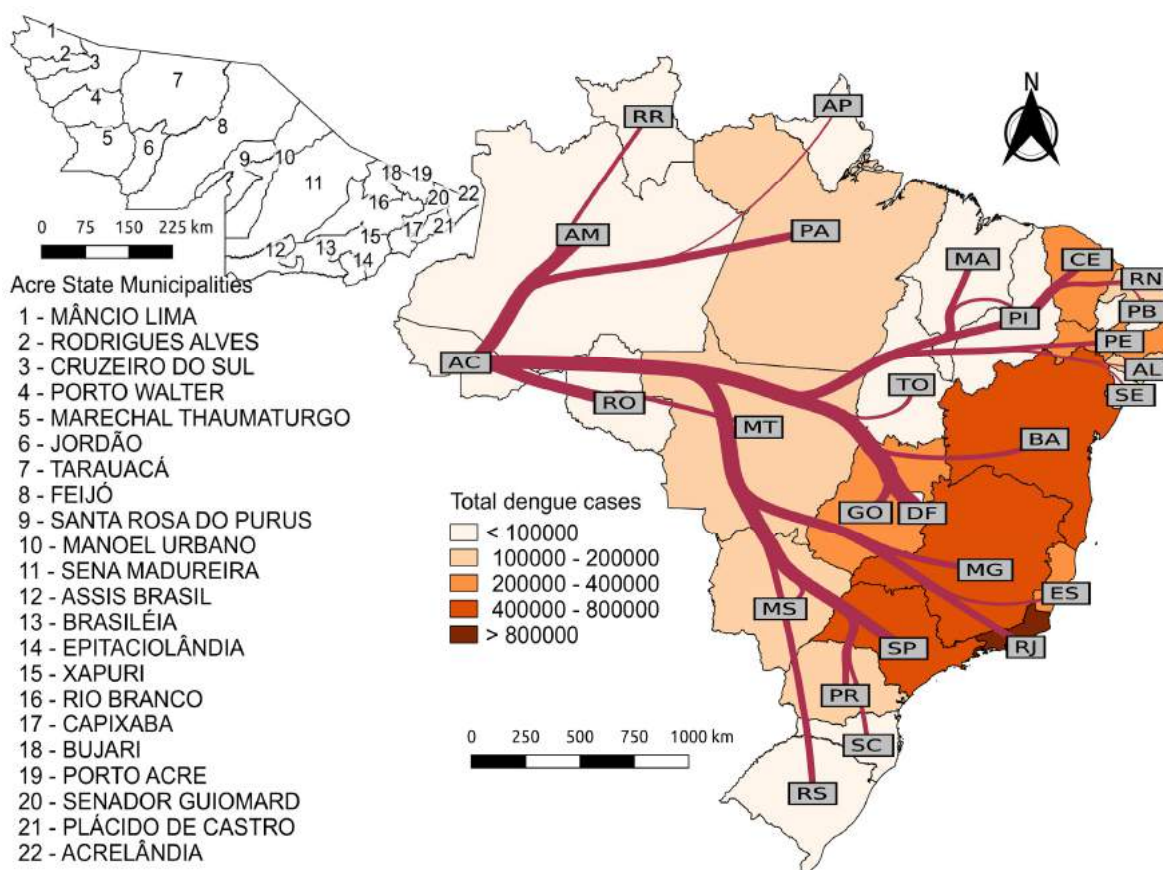 1
2
3
4
5
6
7
8
9
10
11
12
13
14
15
16
17
18
19
20
21
22
0 75 150 225 km
Acre State Municipalities
1 - MÂNCIO LIMA
2 - RODRIGUES ALVES
3 - CRUZEIRO DO SUL
4 - PORTO WALTER
5 - MARECHAL THAUMATURGO
6 - JORDÃO
7 - TARAUACÁ
8 - FEIJÓ
9 - SANTA ROSA DO PURUS
10 - MANOEL URBANO
11 - SENA MADUREIRA
12 - ASSIS BRASIL
13 - BRASILÉIA
14 - EPITACIOLÂNDIA
15 - XAPURI
16 - RIO BRANCO
17 - CAPIXABA
18 - BUJARI
19 - PORTO ACRE
20 - SENADOR GUIOMARD
21 - PLÁCIDO DE CASTRO
22 - ACRELÂNDIA
N
RR
AP
AM
PA
MA
CE
RN
PI
PB
PE
AC
AL
TO
SE
RO
MT
BA
GO
DF
MG
ES
MS
SP
RJ
PR
SC
RS
Total dengue cases
< 100000
100000 - 200000
200000 - 400000
400000 - 800000
> 800000
0 250 500 750 1000 km